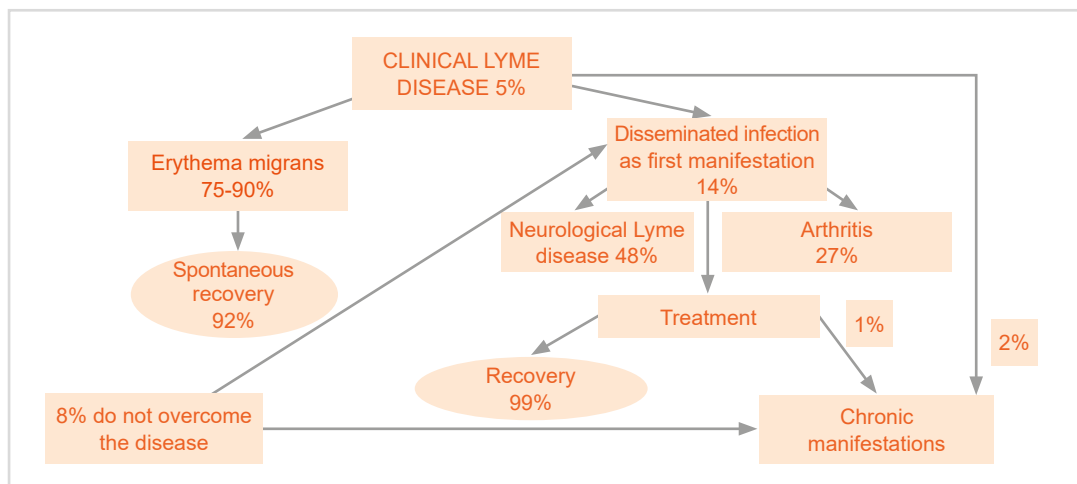 CLINICAL LYME
DISEASE 5%
Erythema migrans
75-90%
Disseminated infection
as first manifestation
14%
Neurological Lyme
disease 48%
Arthritis
27%
Spontaneous
recovery
92%
Treatment
1%
2%
Recovery
99%
8% do not overcome
the disease
Chronic
manifestations